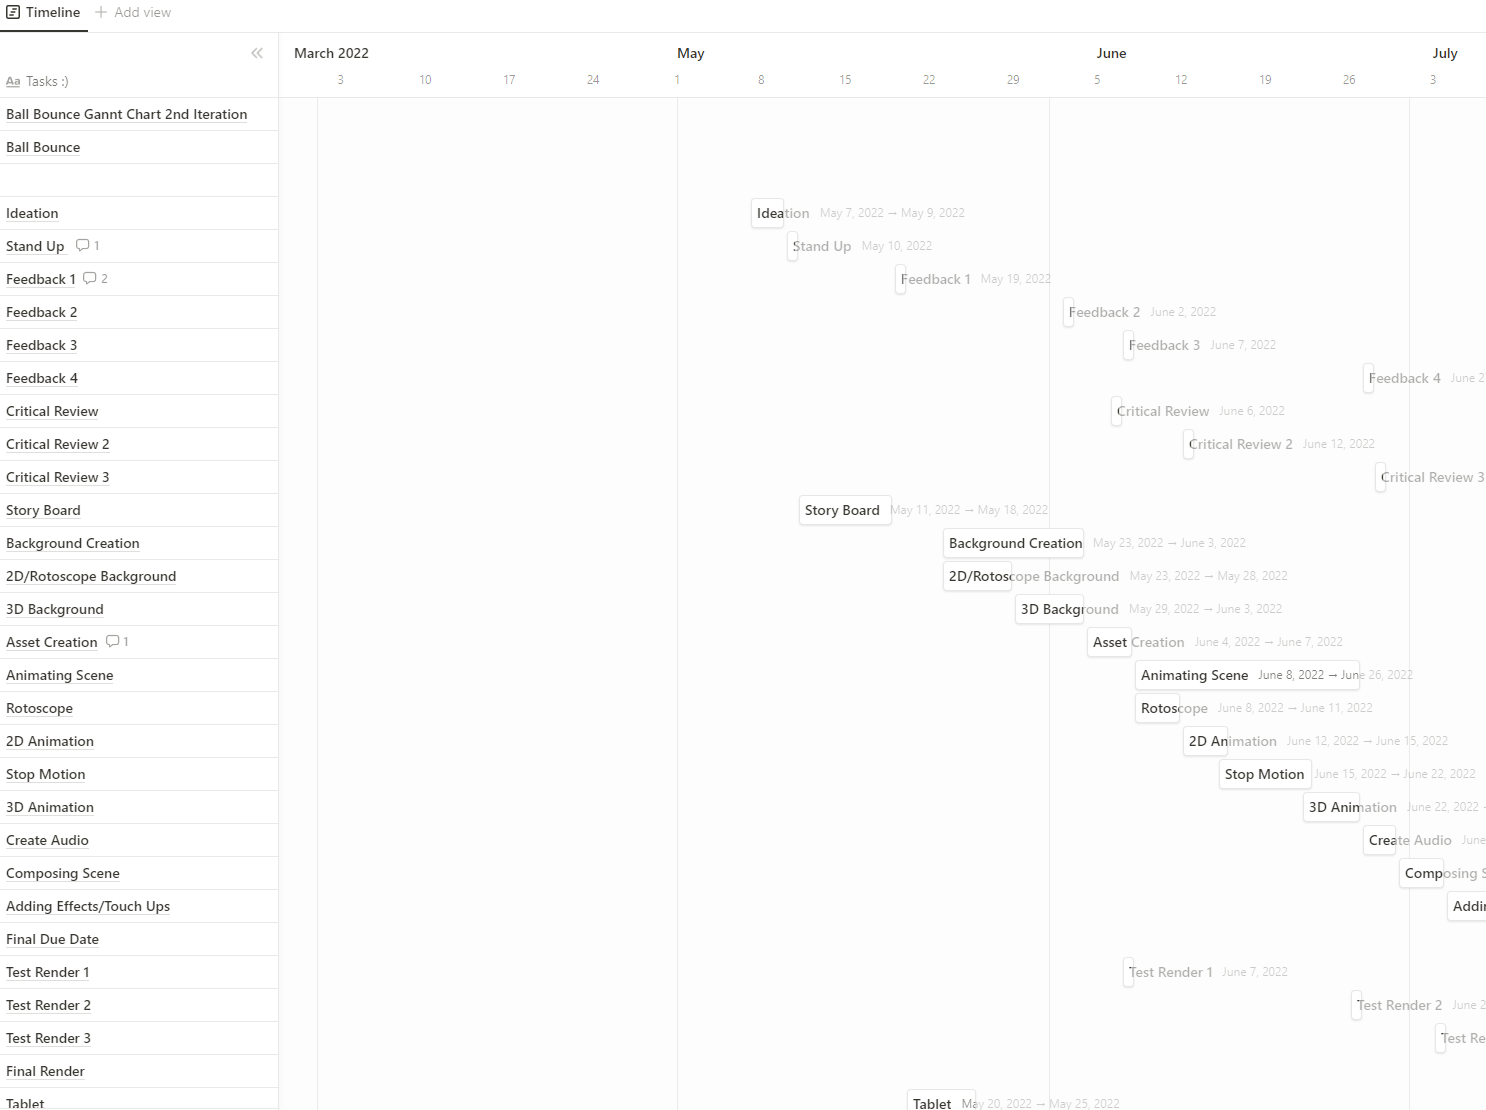 Timeline + Add view
March 2022 May June July
Aa Tasks :) 3 10 17 24 1 8 15 22 29 5 12 19 26 3
Ball Bounce Gannt Chart 2nd Iteration
Ball Bounce
Ideation Ideation May 7, 2022 → May 9, 2022
Stand Up 1 Stand Up May 10, 2022
Feedback 1 2 Feedback 1 May 19, 2022
Feedback 2 Feedback 2 June 2, 2022
Feedback 3 Feedback 3 June 7, 2022
Feedback 4 Feedback 4 June 2
Critical Review Critical Review June 6, 2022
Critical Review 2 Critical Review 2 June 12, 2022
Critical Review 3 Critical Review 3
Story Board Story Board May 11, 2022 → May 18, 2022
Background Creation Background Creation May 23, 2022 → June 3, 2022
2D/Rotoscope Background 2D/Rotoscope Background May 23, 2022 → May 28, 2022
3D Background 3D Background May 29, 2022 → June 3, 2022
Asset Creation 1 Asset Creation June 4, 2022 → June 7, 2022
Animating Scene Animating Scene June 8, 2022 → June 26, 2022
Rotoscope Rotoscope June 8, 2022 → June 11, 2022
2D Animation 2D Animation June 12, 2022 → June 15, 2022
Stop Motion Stop Motion June 15, 2022 → June 22, 2022
3D Animation 3D Animation June 22, 2022
Create Audio Create Audio June
Composing Scene Composing S
Adding Effects/Touch Ups Addin
Final Due Date
Test Render 1 Test Render 1 June 7, 2022
Test Render 2 Test Render 2 June 2
Test Render 3 Test Re
Final Render
Tablet Tablet May 20, 2022 → May 25, 2022